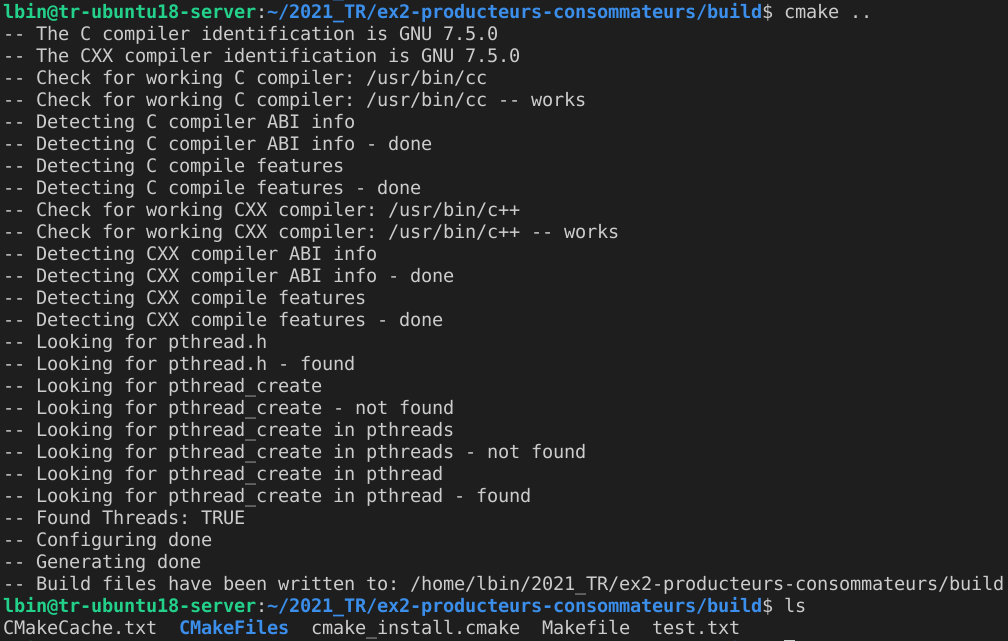 lbin@tr-ubuntu18-server:~/2021_TR/ex2-producteurs-consommateurs/build$ cmake ..
-- The C compiler identification is GNU 7.5.0
-- The CXX compiler identification is GNU 7.5.0
-- Check for working C compiler: /usr/bin/cc
-- Check for working C compiler: /usr/bin/cc -- works
-- Detecting C compiler ABI info
-- Detecting C compiler ABI info - done
-- Detecting C compile features
-- Detecting C compile features - done
-- Check for working CXX compiler: /usr/bin/c++
-- Check for working CXX compiler: /usr/bin/c++ -- works
-- Detecting CXX compiler ABI info
-- Detecting CXX compiler ABI info - done
-- Detecting CXX compile features
-- Detecting CXX compile features - done
-- Looking for pthread.h
-- Looking for pthread.h - found
-- Looking for pthread_create
-- Looking for pthread_create - not found
-- Looking for pthread_create in pthreads
-- Looking for pthread_create in pthreads - not found
-- Looking for pthread_create in pthread
-- Looking for pthread_create in pthread - found
-- Found Threads: TRUE
-- Configuring done
-- Generating done
-- Build files have been written to: /home/lbin/2021_TR/ex2-producteurs-consommateurs/build
lbin@tr-ubuntu18-server:~/2021_TR/ex2-producteurs-consommateurs/build$ ls
CMakeCache.txt  CMakeFiles  cmake_install.cmake  Makefile  test.txt